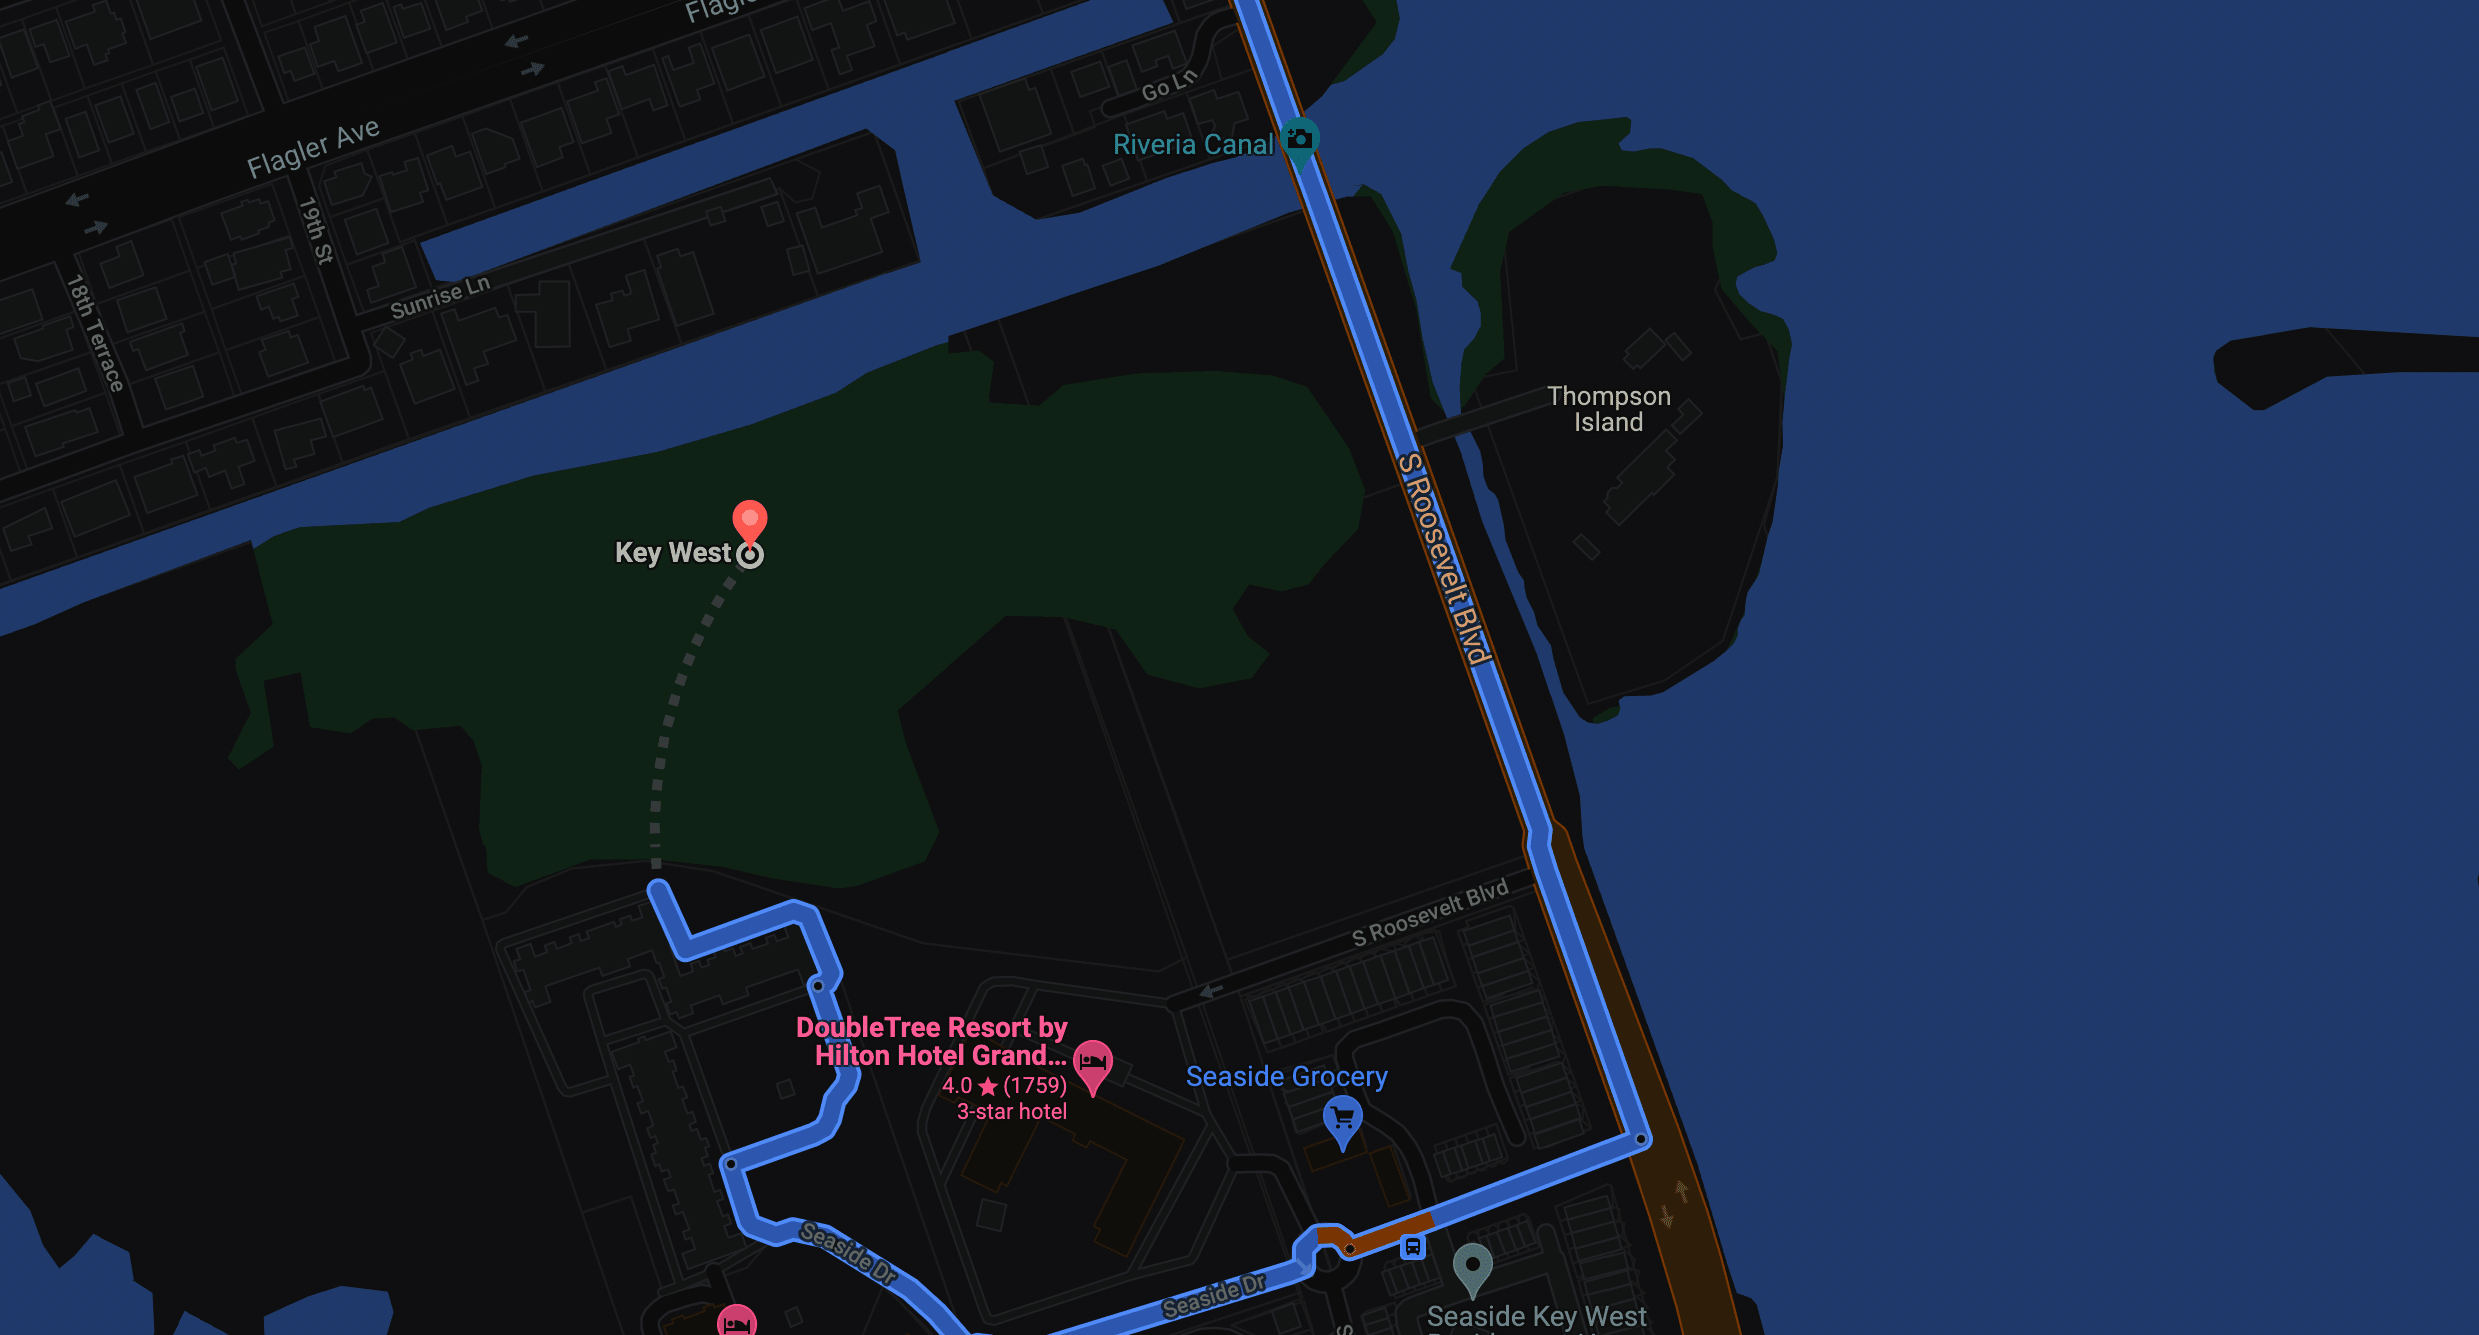 Flagler Ave
Go Ln
Riveria Canal
Flagler Ave
19th St
18th Terrace
Sunrise Ln
Thompson
Island
S Roosevelt Blvd
Key West
S Roosevelt Blvd
DoubleTree Resort by
Hilton Hotel Grand...
4.0 ★ (1759)
3-star hotel
Seaside Grocery
Seaside Dr
Seaside Dr
Seaside Key West